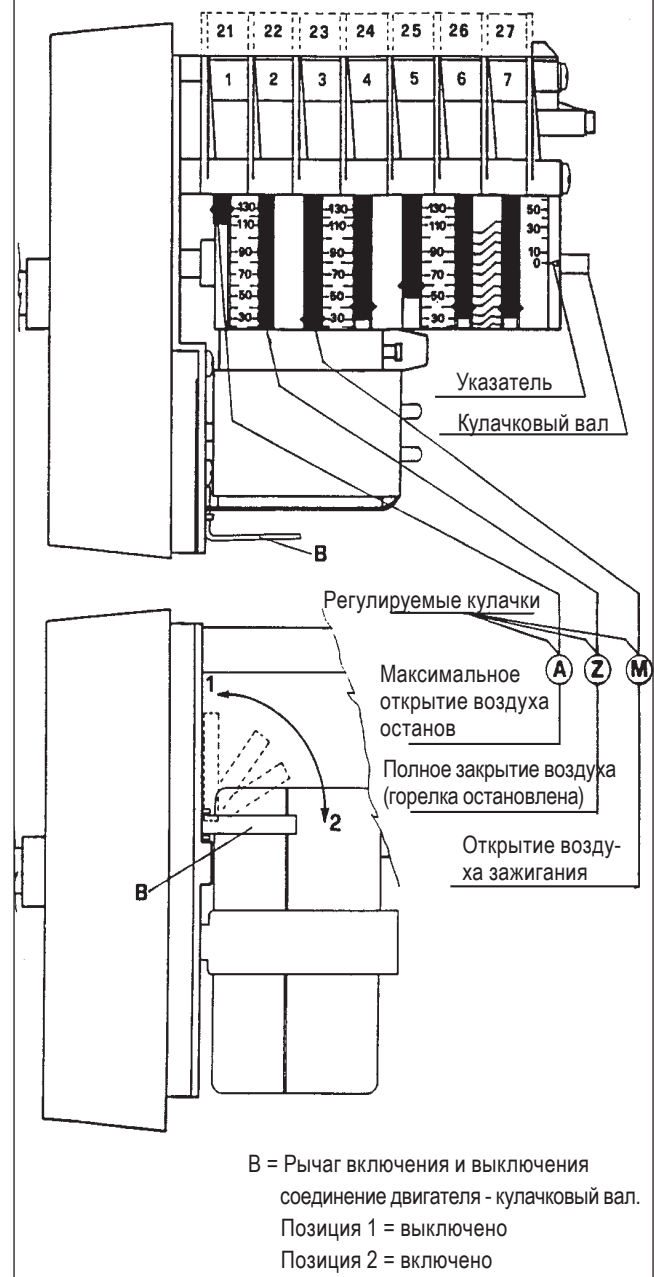 21 22 23 24 25 26 27
1 2 3 4 5 6 7
130 130 130 50
110 110 110 30
90 90 90 10
70 70 70 0
50 50 50
30 30 30
Указатель
Кулачковый вал
B
Регулируемые кулачки
A Z M
Максимальное
открытие воздуха
останов
Полное закрытие воздуха
(горелка остановлена)
Открытие возду-
ха зажигания
1
2
B
B = Рычаг включения и выключения
соединение двигателя - кулачковый вал.
Позиция 1 = выключено
Позиция 2 = включено